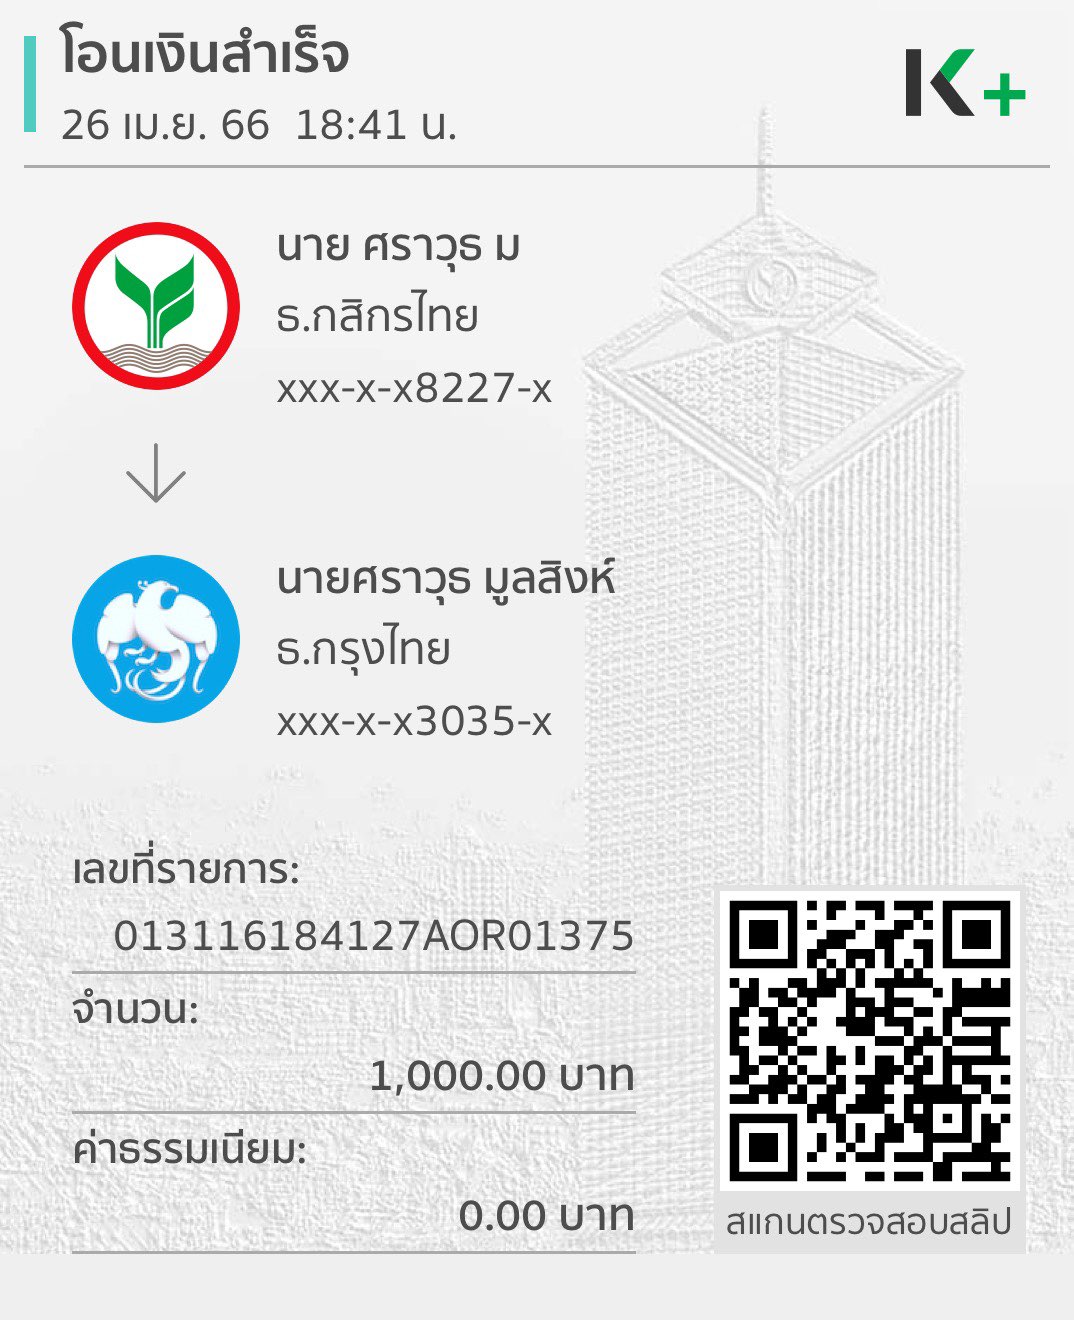 โอนเงินสำเร็จ
26 เม.ย. 66 18:41 น.
K+
นาย ศราวุธ ม
ธ.กสิกรไทย
xxx-x-x8227-x
นายศราวุธ มูลสิงห์
ธ.กรุงไทย
xxx-x-x3035-x
เลขที่รายการ:
013116184127AOR01375
จำนวน:
1,000.00 บาท
ค่าธรรมเนียม:
0.00 บาท
สแกนตรวจสอบสลิป